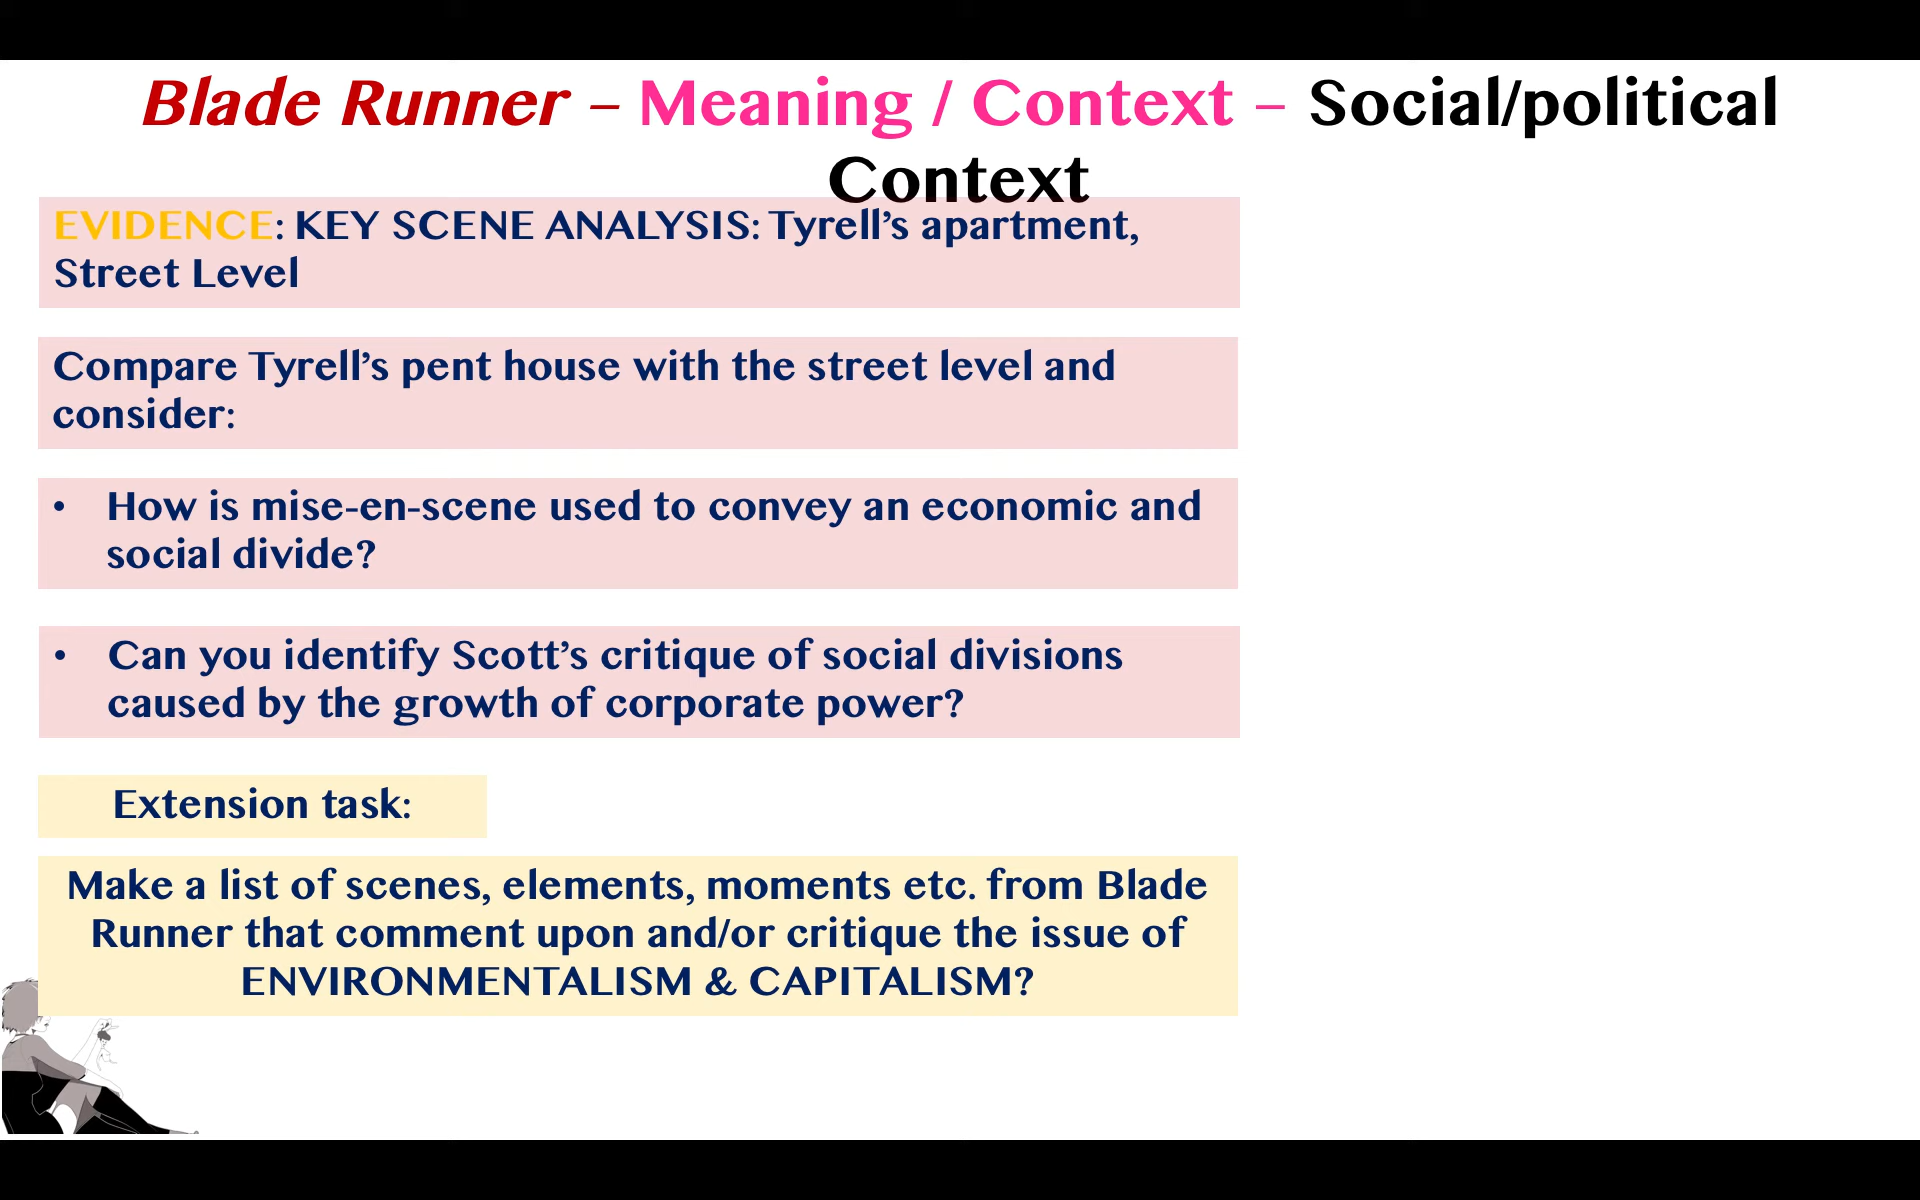 Blade Runner – Meaning / Context – Social/political
Context
EVIDENCE: KEY SCENE ANALYSIS: Tyrell’s apartment,
Street Level
Compare Tyrell’s pent house with the street level and
consider:
• How is mise-en-scene used to convey an economic and
social divide?
• Can you identify Scott’s critique of social divisions
caused by the growth of corporate power?
Extension task:
Make a list of scenes, elements, moments etc. from Blade
Runner that comment upon and/or critique the issue of
ENVIRONMENTALISM & CAPITALISM?